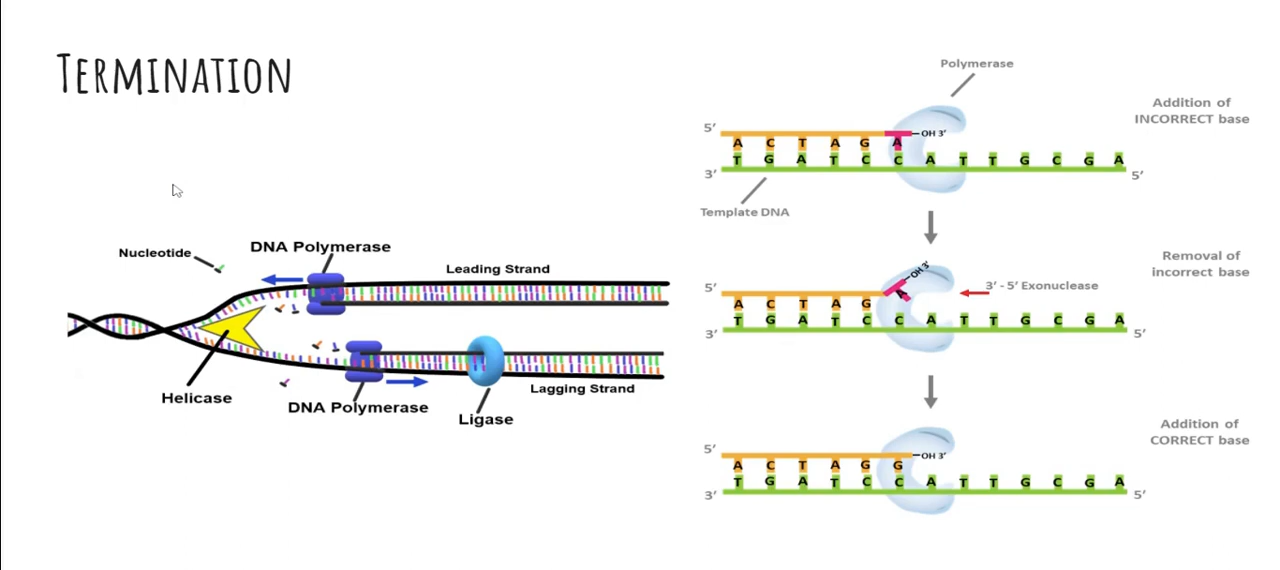 TERMINATION
Nucleotide
DNA Polymerase
Leading Strand
Helicase
DNA Polymerase
Ligase
Lagging Strand
Polymerase
Addition of
INCORRECT base
5' OH 3'
A C T A G A
T G A T C C A T T G C G A
3' 5'
Template DNA
Removal of
incorrect base
OH 3'
3' - 5' Exonuclease
5'
A C T A G A
T G A T C C A T T G C G A
3' 5'
Addition of
CORRECT base
5' OH 3'
A C T A G G
T G A T C C A T T G C G A
3' 5'